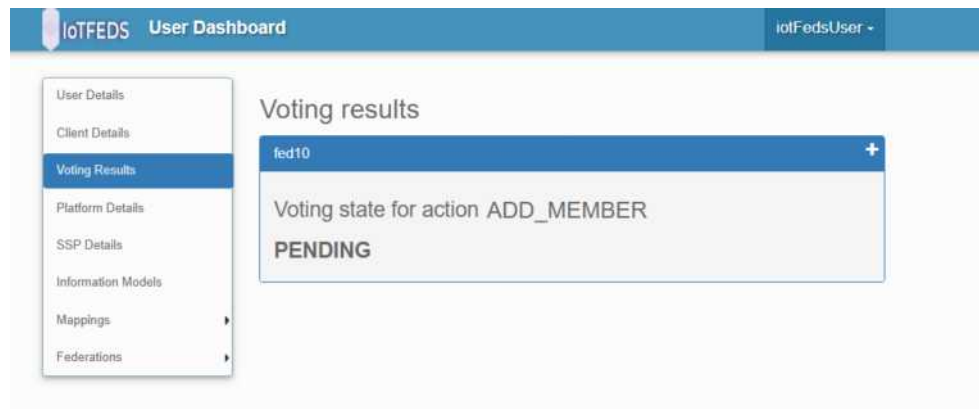 IoTFEDS User Dashboard iotFedsUser
User Details
Client Details
Voting Results
Platform Details
SSP Details
Information Models
Mappings
Federations
Voting results
fed10
Voting state for action ADD_MEMBER
PENDING